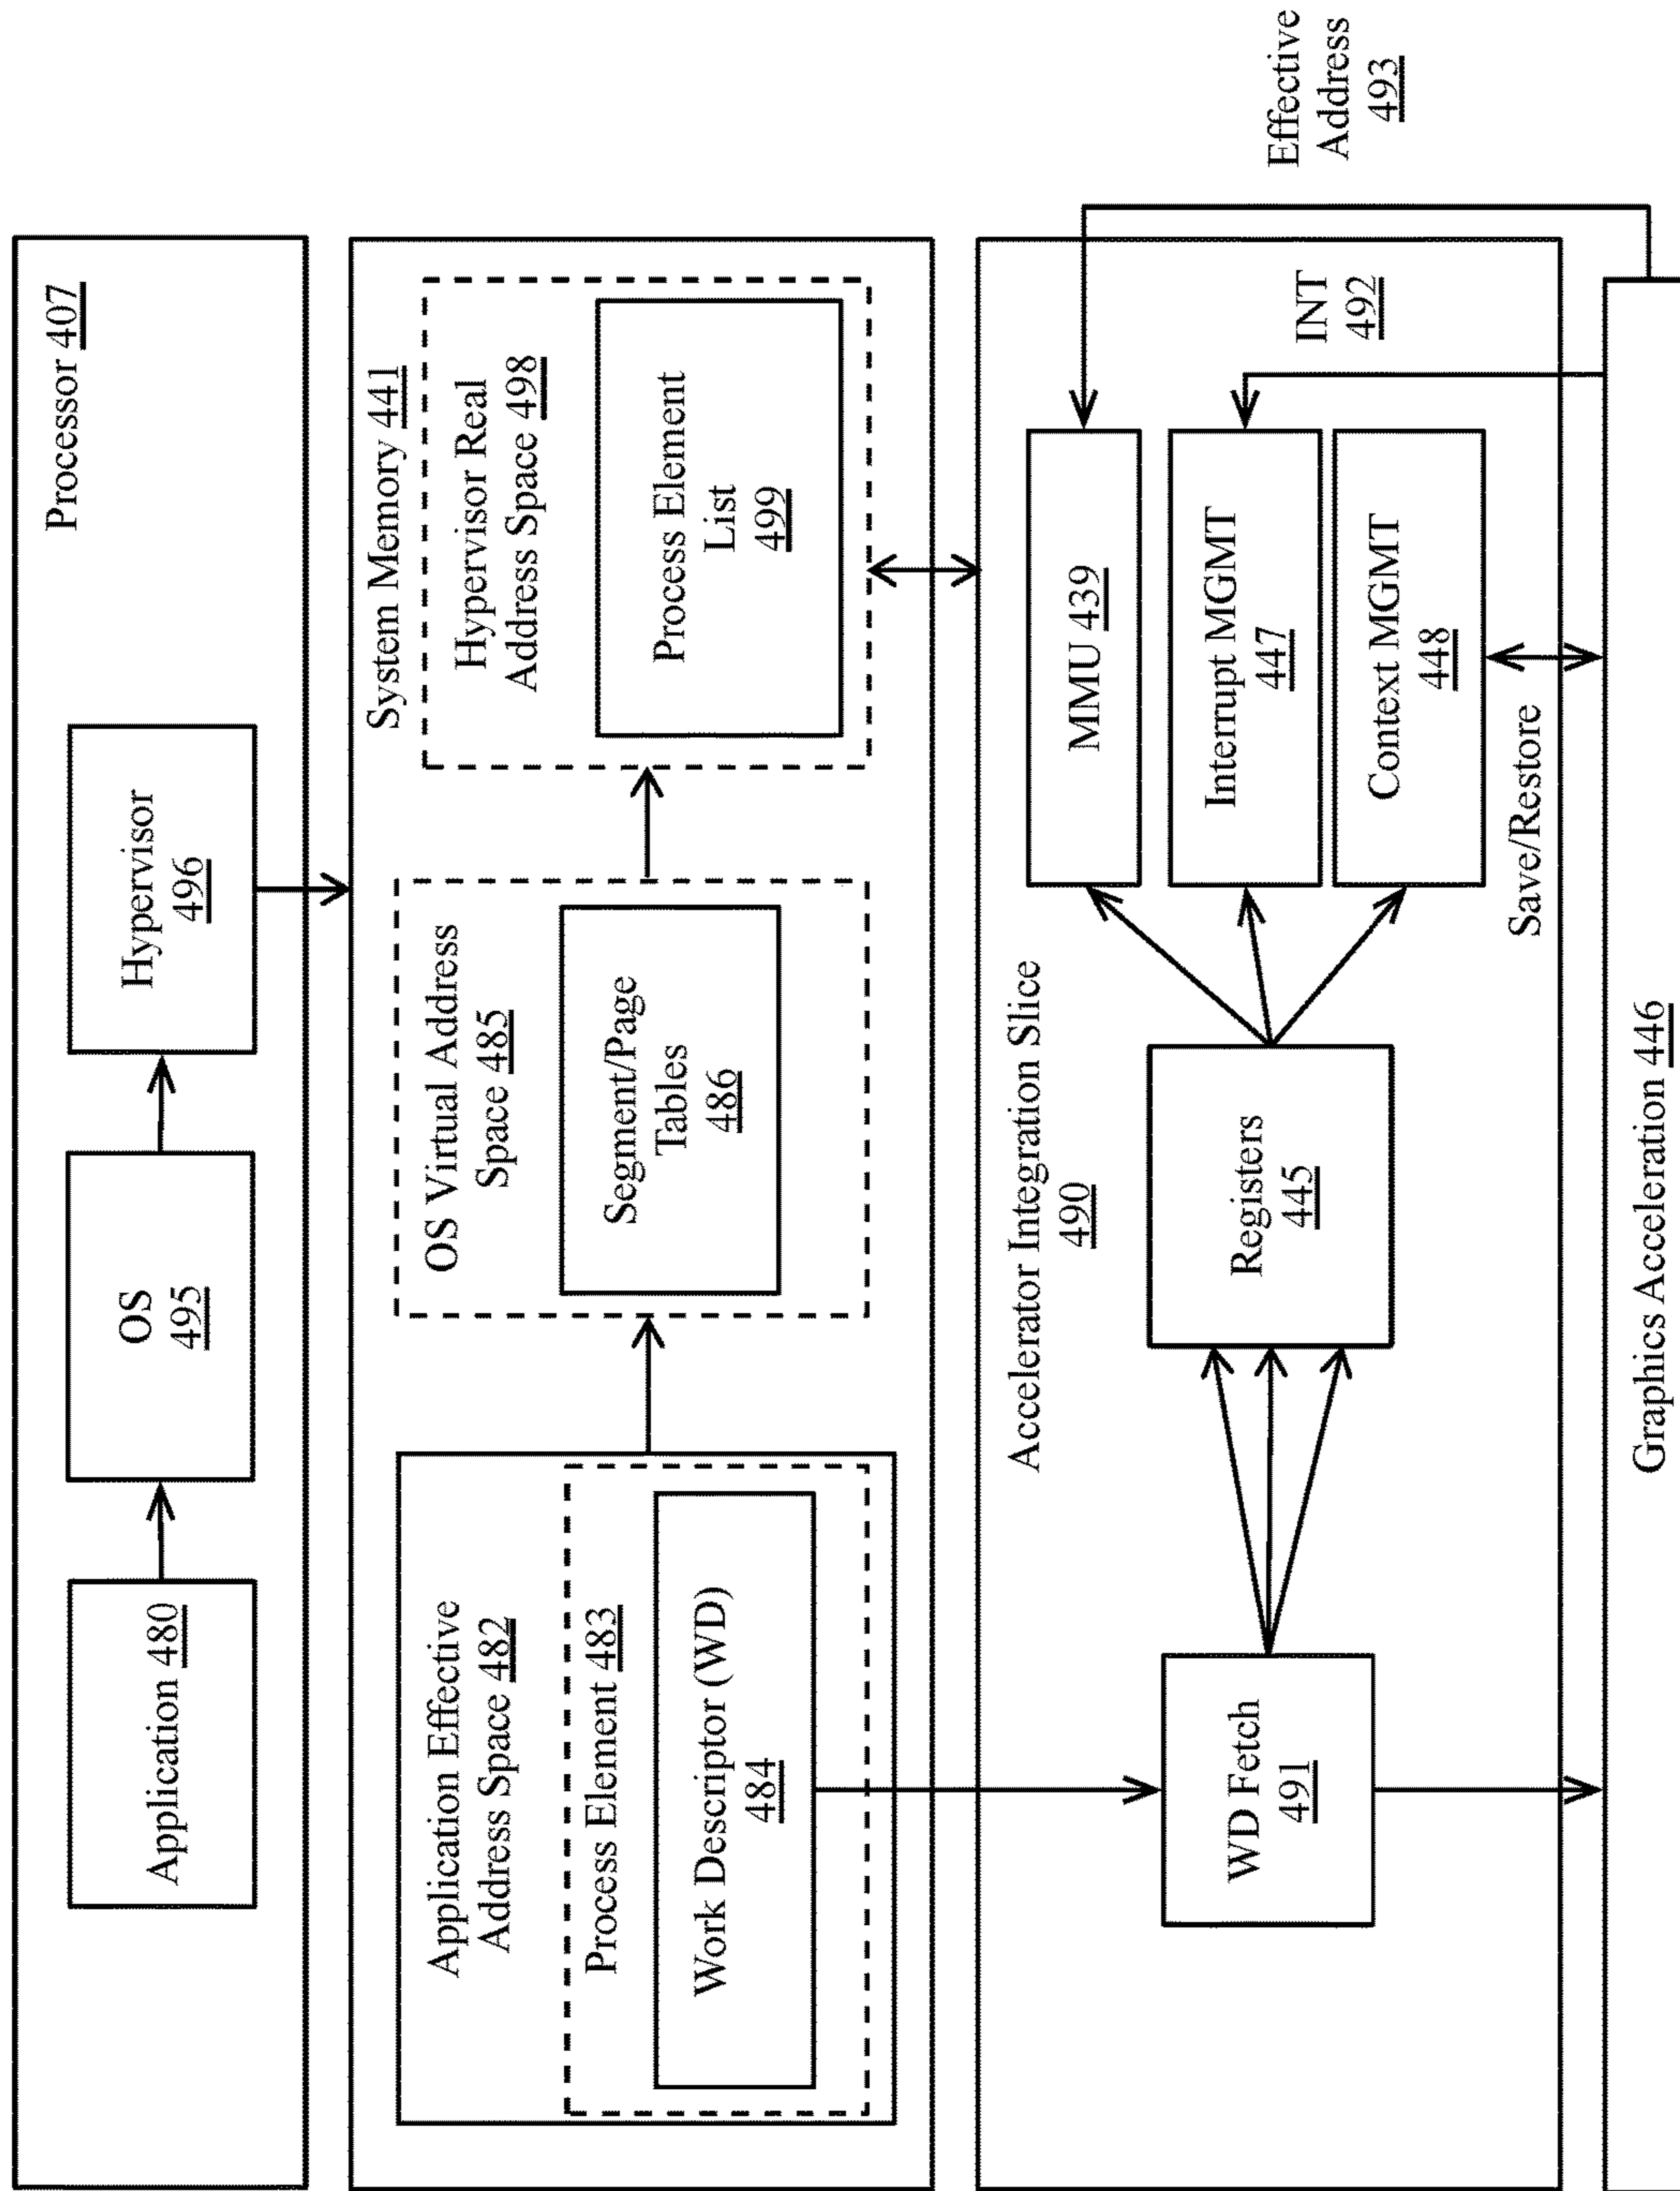 Processor 407
Application 480
OS
495
Hypervisor
496
System Memory 441
Application Effective
Address Space 482
Process Element 483
Work Descriptor (WD)
484
OS Virtual Address
Space 485
Segment/Page
Tables
486
Hypervisor Real
Address Space 498
Process Element
List
499
Accelerator Integration Slice
490
WD Fetch
491
Registers
445
MMU 439
Interrupt MGMT
447
Context MGMT
448
INT
492
Effective
Address
493
Save/Restore
Graphics Acceleration 446